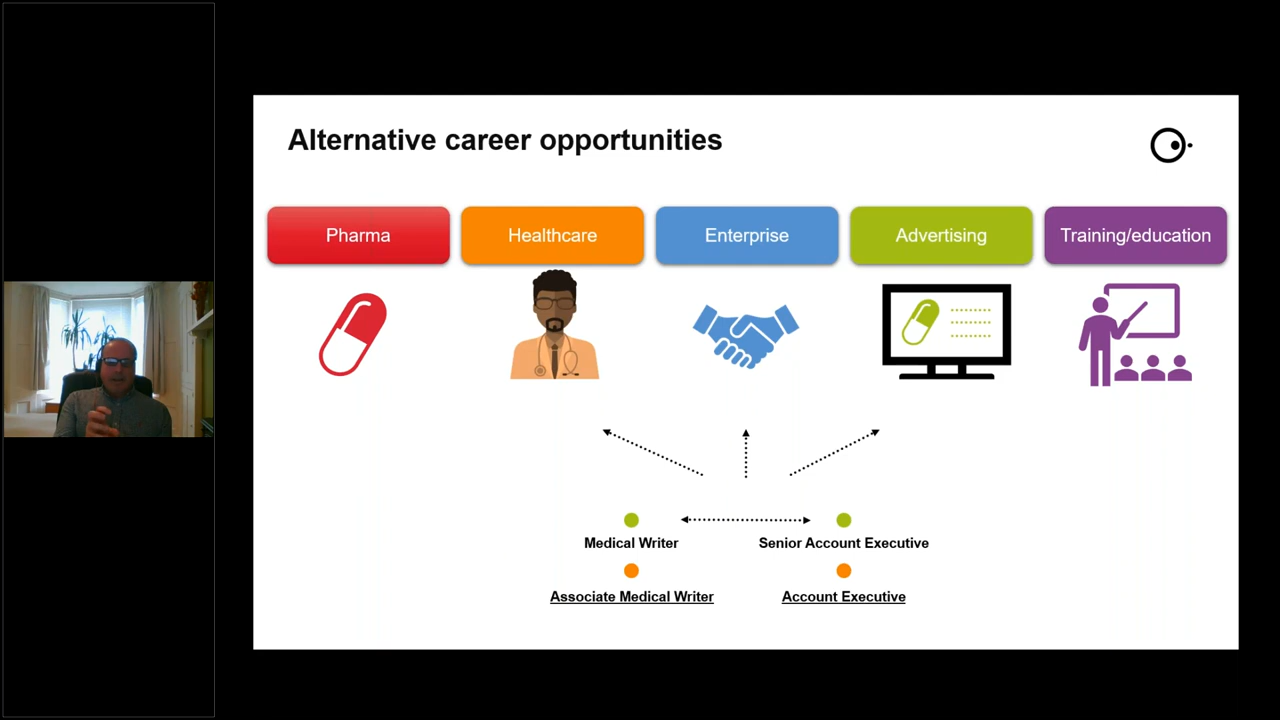 Alternative career opportunities
Pharma
Healthcare
Enterprise
Advertising
Training/education
Medical Writer
Senior Account Executive
Associate Medical Writer
Account Executive